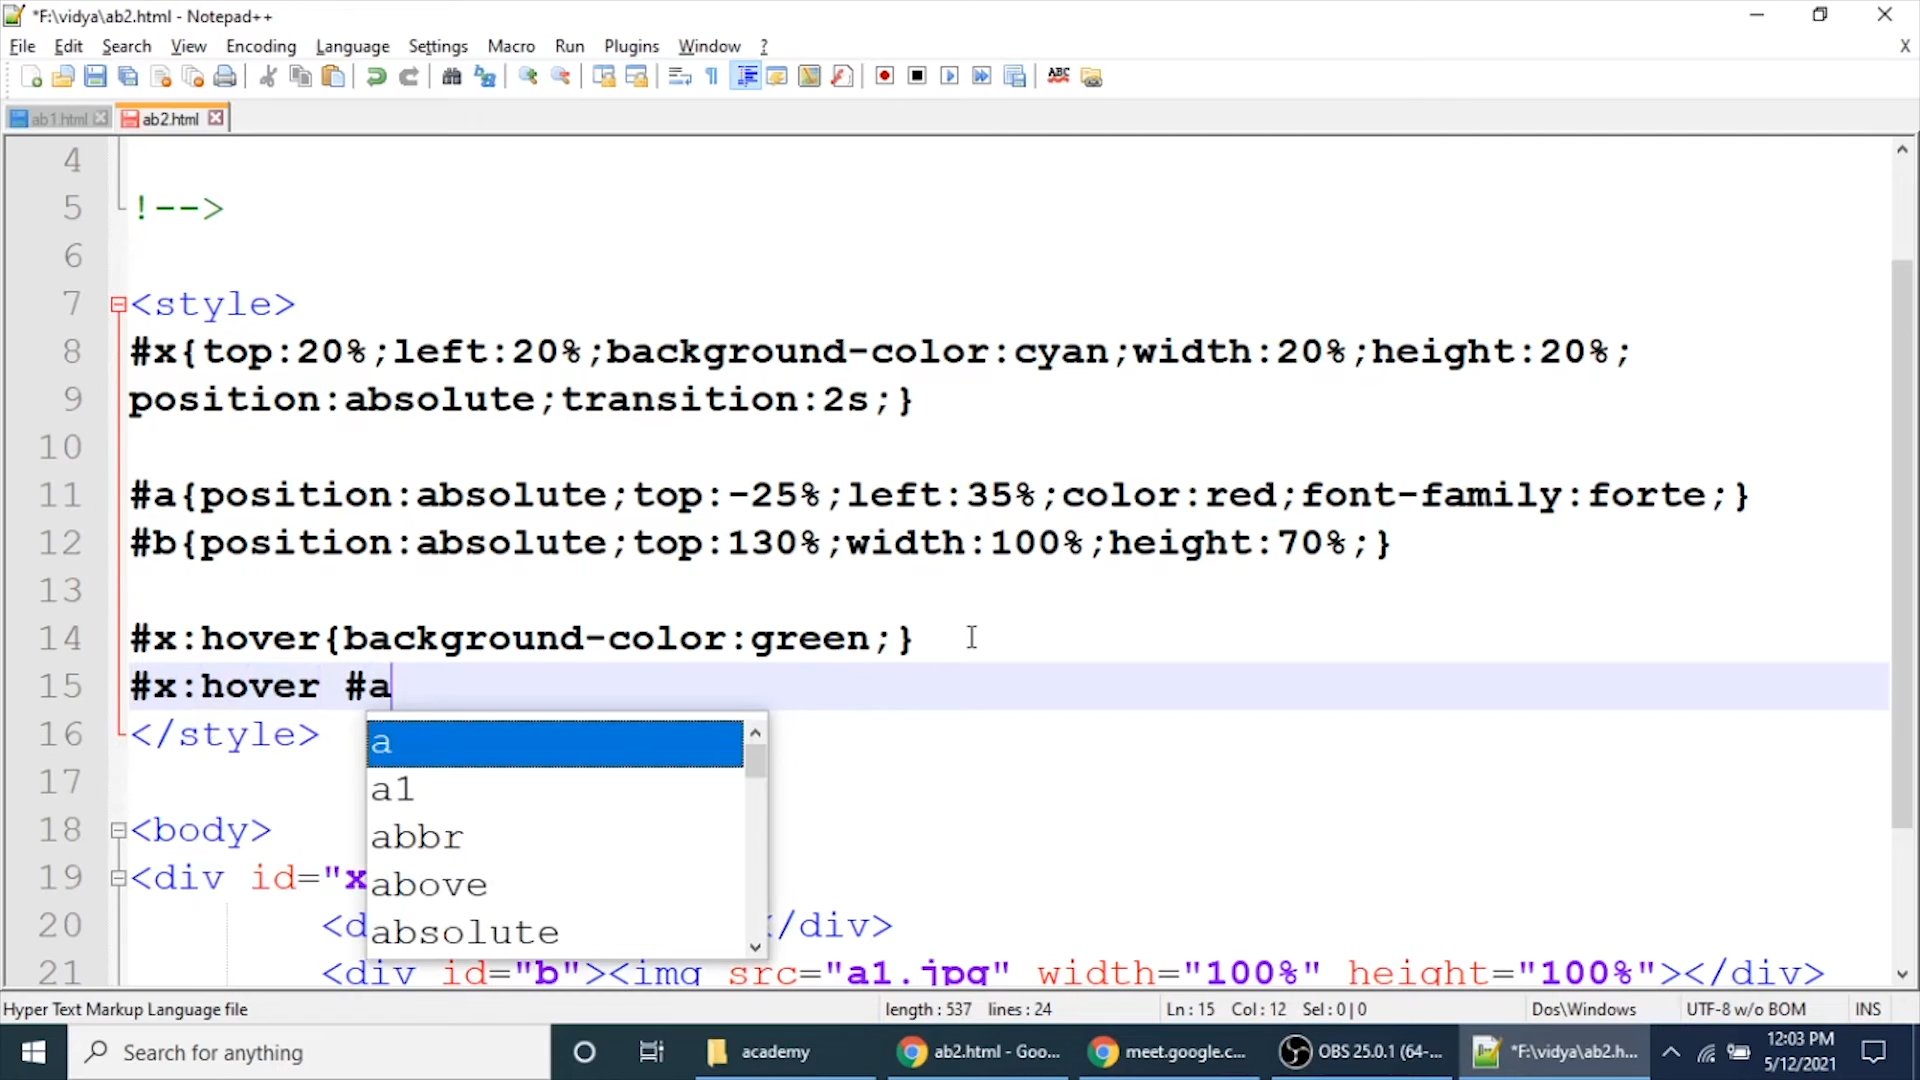 *F:\vidya\ab2.html - Notepad++
File Edit Search View Encoding Language Settings Macro Run Plugins Window ?
X
ABC
ab1.html ab2.html
4
5 !-->
6
7 <style>
8 #x{top:20%;left:20%;background-color:cyan;width:20%;height:20%;
9 position:absolute;transition:2s;}
10
11 #a{position:absolute;top:-25%;left:35%;color:red;font-family:forte;}
12 #b{position:absolute;top:130%;width:100%;height:70%;}
13
14 #x:hover{background-color:green;}
15 #x:hover #a
16 </style>
a
17
a1
18 <body>
abbr
19 <div id="x
above
20 <d </div>
absolute
21 <div id="b"><img src="a1.jpg" width="100%" height="100%"></div>
Hyper Text Markup Language file length : 537 lines : 24 Ln : 15 Col : 12 Sel : 0 | 0 Dos\Windows UTF-8 w/o BOM INS
Search for anything academy ab2.html - Goo... meet.google.c... OBS 25.0.1 (64-... *F:\vidya\ab2.h... 12:03 PM
5/12/2021